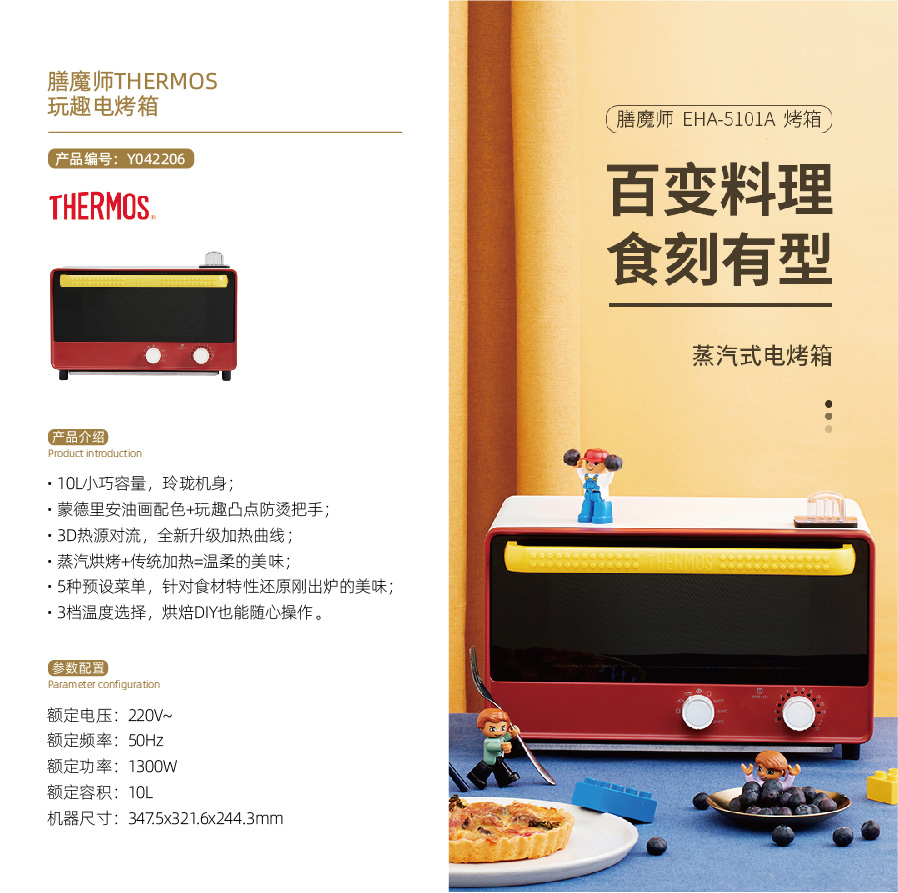 膳魔师THERMOS
玩趣电烤箱
产品编号：Y042206
THERMOS®
产品介绍
Product introduction
·10L小巧容量，玲珑机身；
·蒙德里安油画配色+玩趣凸点防烫把手；
·3D热源对流，全新升级加热曲线；
·蒸汽烘烤+传统加热=温柔的美味；
·5种预设菜单，针对食材特性还原刚出炉的美味；
·3档温度选择，烘焙DIY也能随心操作。
参数配置
Parameter configuration
额定电压：220V~
额定频率：50Hz
额定功率：1300W
额定容积：10L
机器尺寸：347.5x321.6x244.3mm
膳魔师 EHA-5101A 烤箱
百变料理
食刻有型
蒸汽式电烤箱
THERMOS